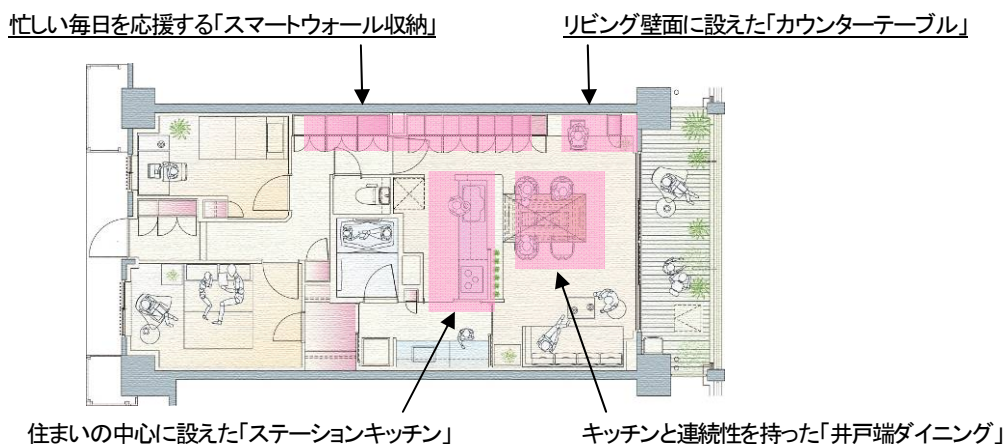 忙しい毎日を応援する「スマートウォール収納」
リビング壁面に設えた「カウンターテーブル」
住まいの中心に設えた「ステーションキッチン」
キッチンと連続性を持った「井戸端ダイニング」